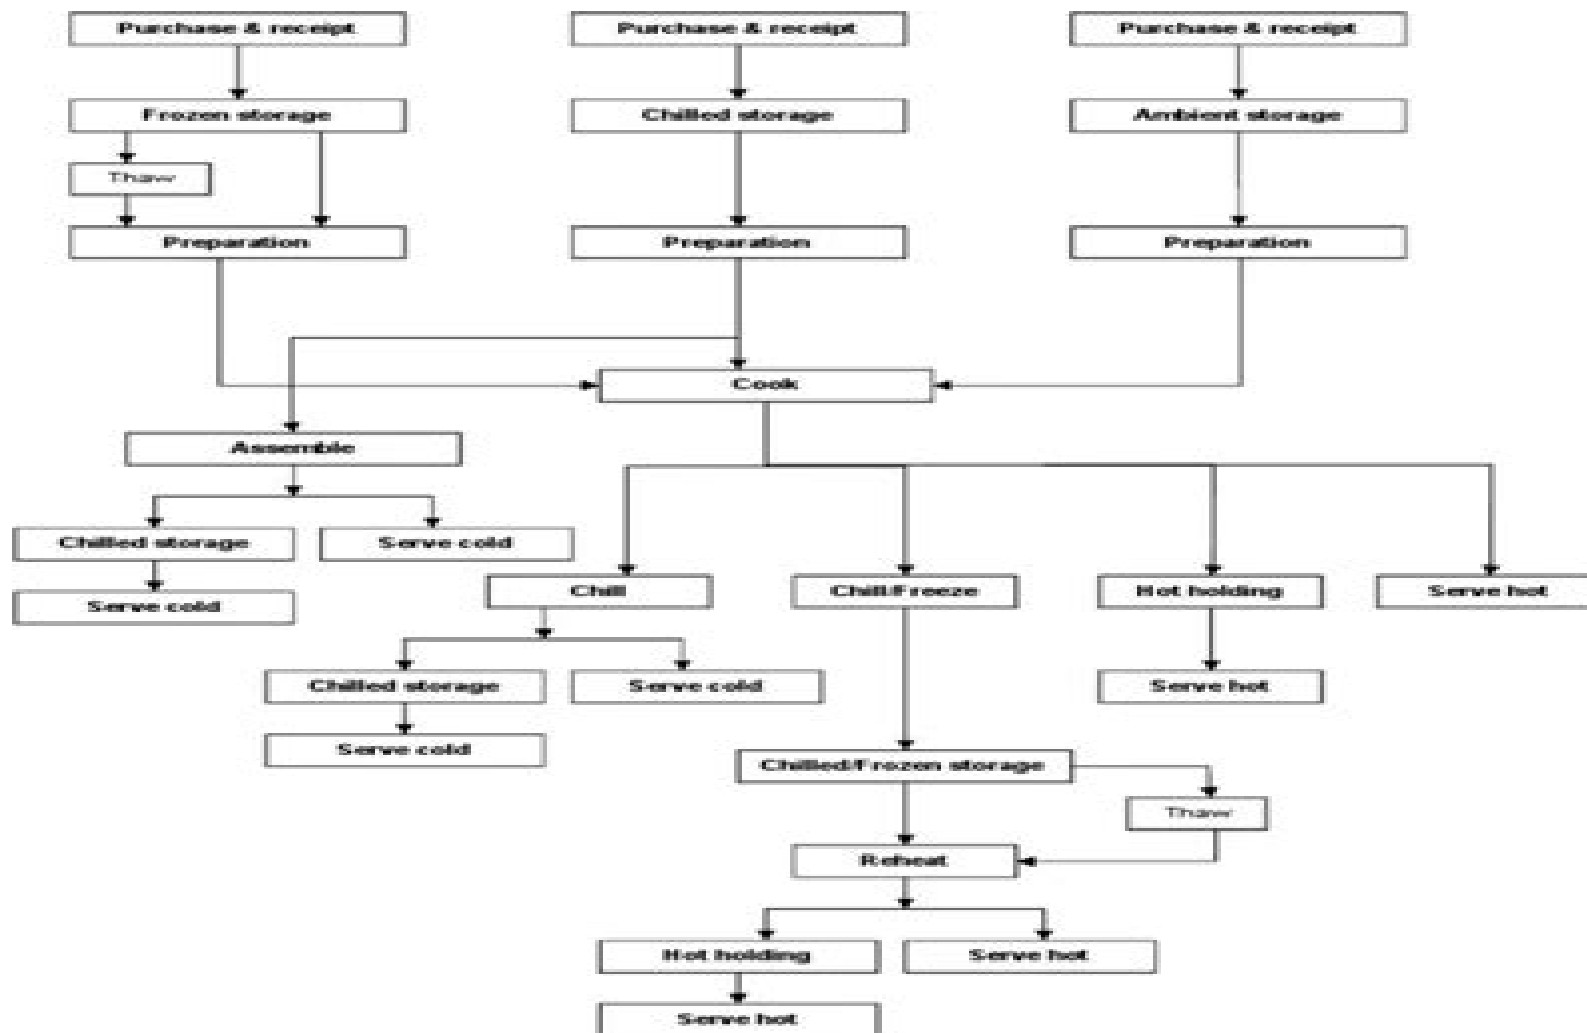 Purchase & receipt
Purchase & receipt
Purchase & receipt
Frozen storage
Chilled storage
Ambient storage
Thaw
Preparation
Preparation
Preparation
Cook
Assemble
Chilled storage
Serve cold
Serve cold
Chill
Chill/Freeze
Hot holding
Serve hot
Chilled storage
Serve cold
Serve hot
Serve cold
Chilled/Frozen storage
Thaw
Reheat
Hot holding
Serve hot
Serve hot